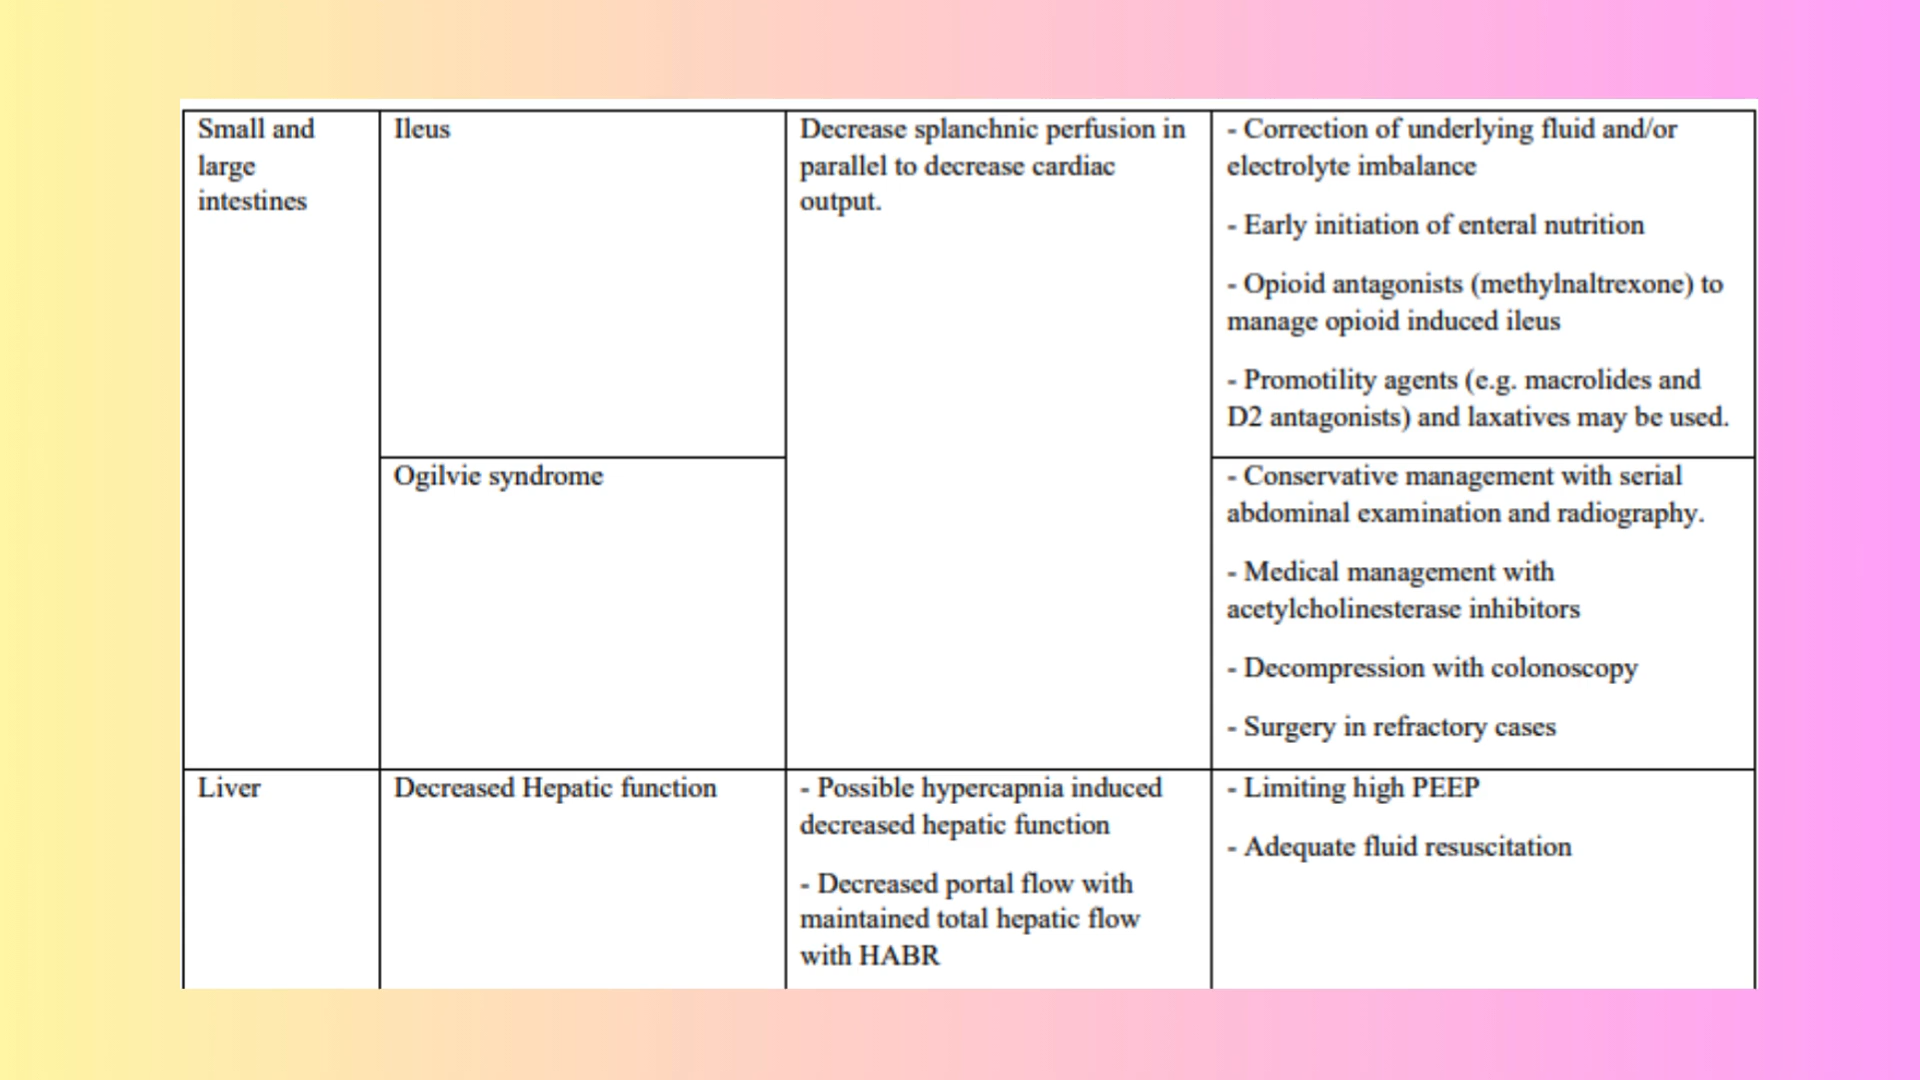 Small and
large
intestines
Ileus
Decrease splanchnic perfusion in
parallel to decrease cardiac
output.
- Correction of underlying fluid and/or
electrolyte imbalance
- Early initiation of enteral nutrition
- Opioid antagonists (methylnaltrexone) to
manage opioid induced ileus
- Promotility agents (e.g. macrolides and
D2 antagonists) and laxatives may be used.
Ogilvie syndrome
- Conservative management with serial
abdominal examination and radiography.
- Medical management with
acetylcholinesterase inhibitors
- Decompression with colonoscopy
- Surgery in refractory cases
Liver
Decreased Hepatic function
- Possible hypercapnia induced
decreased hepatic function
- Decreased portal flow with
maintained total hepatic flow
with HABR
- Limiting high PEEP
- Adequate fluid resuscitation